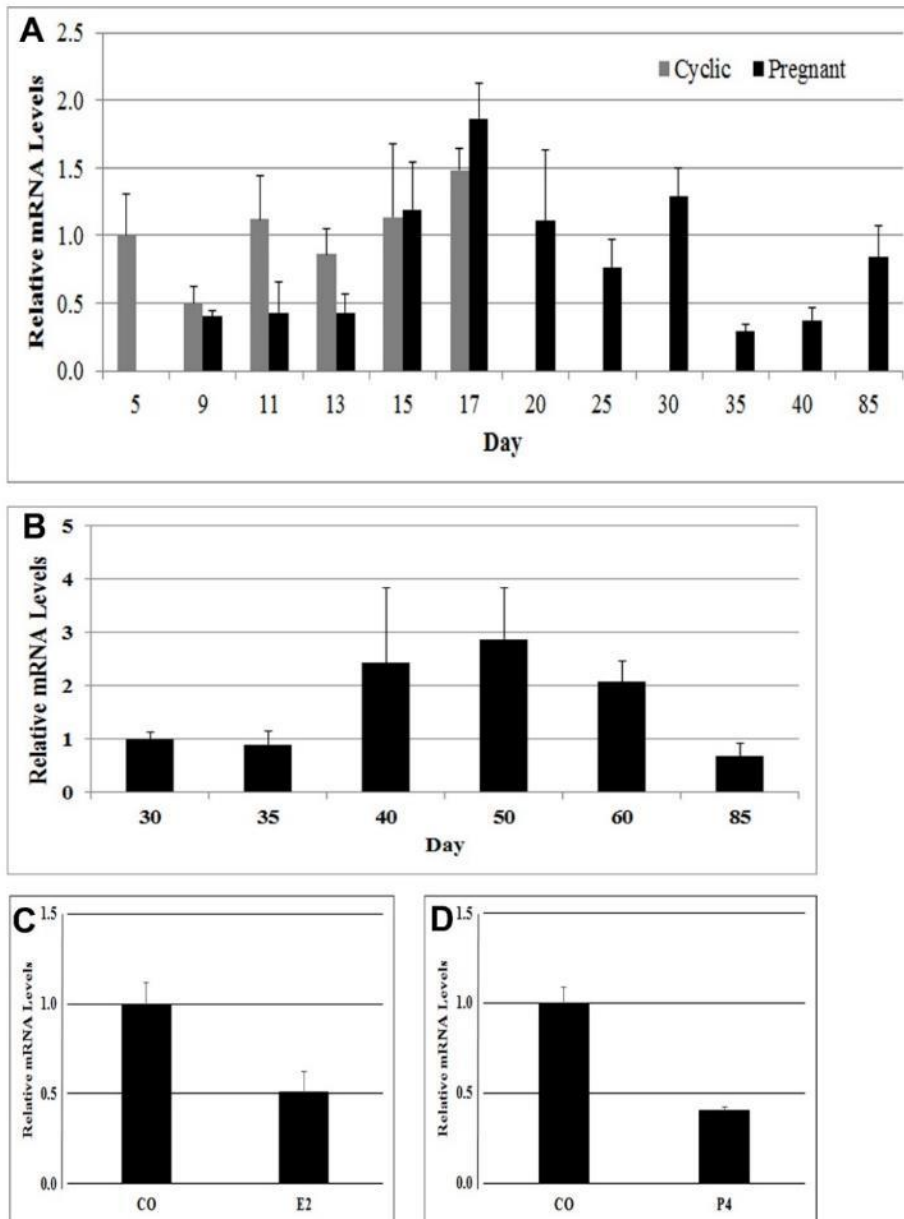 A
Relative mRNA Levels
2.5
2.0
1.5
1.0
0.5
0.0
Cyclic Pregnant
5 9 11 13 15 17 20 25 30 35 40 85
Day
B
Relative mRNA Levels
5
4
3
2
1
0
30 35 40 50 60 85
Day
C
Relative mRNA Levels
1.5
1.0
0.5
0.0
CO E2
D
Relative mRNA Levels
1.5
1.0
0.5
0.0
CO P4